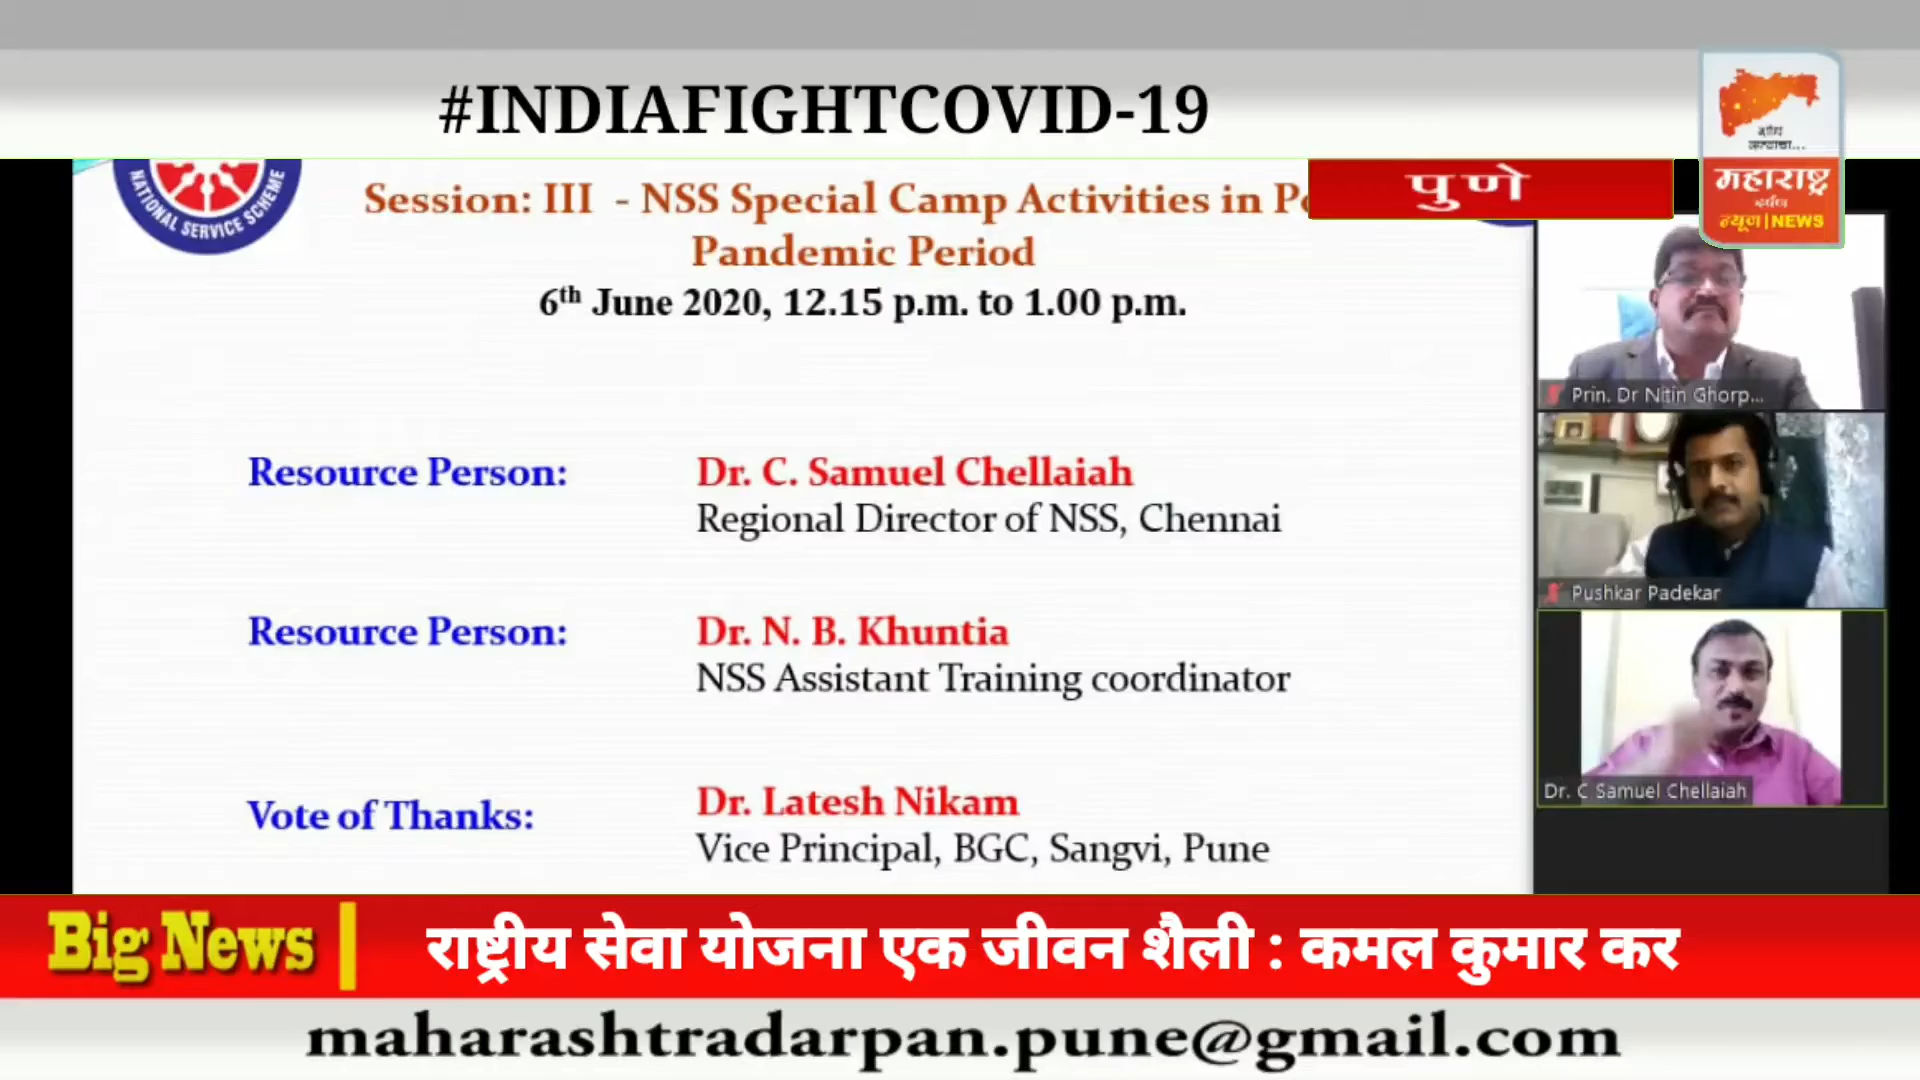 #INDIAFIGHTCOVID-19
महाराष्ट्र
दर्पण
न्यूज|NEWS
पुणे
NATIONAL SERVICE SCHEME
Session: III - NSS Special Camp Activities in
Pandemic Period
6th June 2020, 12.15 p.m. to 1.00 p.m.
Resource Person: Dr. C. Samuel Chellaiah
Regional Director of NSS, Chennai
Resource Person: Dr. N. B. Khuntia
NSS Assistant Training coordinator
Vote of Thanks: Dr. Latesh Nikam
Vice Principal, BGC, Sangvi, Pune
Prin. Dr Nitin Ghorp...
Pushkar Padekar
Dr. C Samuel Chellaiah
Big News
राष्ट्रीय सेवा योजना एक जीवन शैली : कमल कुमार कर
maharashtradarpan.pune@gmail.com